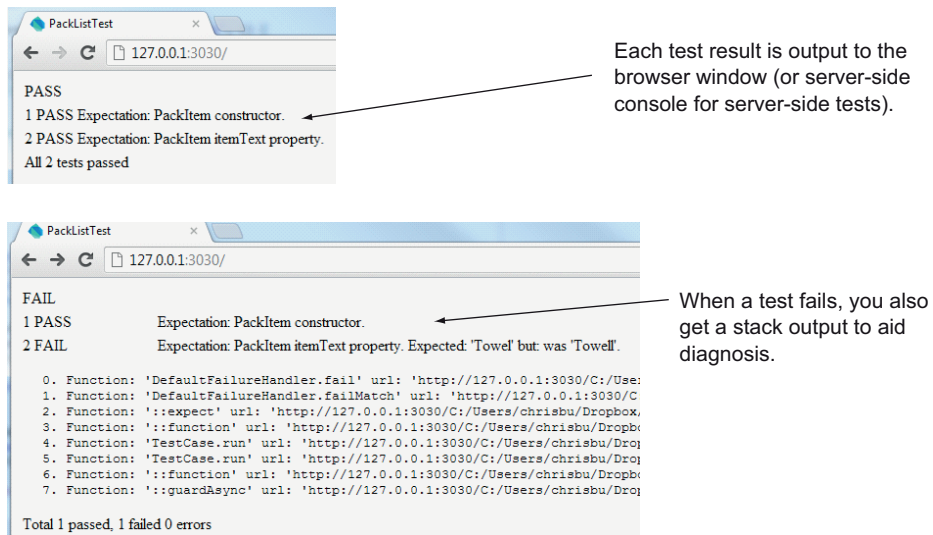 PackListTest
127.0.0.1:3030/
PASS
1 PASS Expectation: PackItem constructor.
2 PASS Expectation: PackItem itemText property.
All 2 tests passed
Each test result is output to the
browser window (or server-side
console for server-side tests).
PackListTest
127.0.0.1:3030/
FAIL
1 PASS Expectation: PackItem constructor.
2 FAIL Expectation: PackItem itemText property. Expected: 'Towel' but: was 'Towell'.
0. Function: 'DefaultFailureHandler.fail' url: 'http://127.0.0.1:3030/C:/User
1. Function: 'DefaultFailureHandler.failMatch' url: 'http://127.0.0.1:3030/C
2. Function: '::expect' url: 'http://127.0.0.1:3030/C:/Users/chrisbu/Dropbox/
3. Function: '::function' url: 'http://127.0.0.1:3030/C:/Users/chrisbu/Dropbo
4. Function: 'TestCase.run' url: 'http://127.0.0.1:3030/C:/Users/chrisbu/Drop
5. Function: 'TestCase.run' url: 'http://127.0.0.1:3030/C:/Users/chrisbu/Drop
6. Function: '::function' url: 'http://127.0.0.1:3030/C:/Users/chrisbu/Dropbo
7. Function: '::guardAsync' url: 'http://127.0.0.1:3030/C:/Users/chrisbu/Drop
Total 1 passed, 1 failed 0 errors
When a test fails, you also
get a stack output to aid
diagnosis.